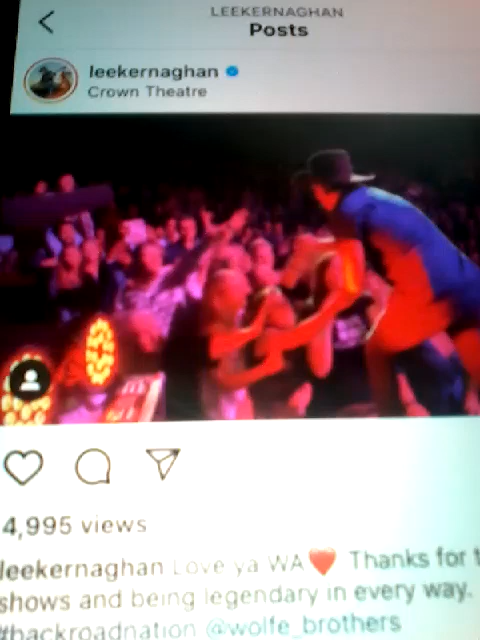 LEEKERNAGHAN
Posts
leekernaghan
Crown Theatre
4,995 views
leekernaghan Love ya WA❤️ Thanks for
shows and being legendary in every way.
#backroadnation @wolfe_brothers